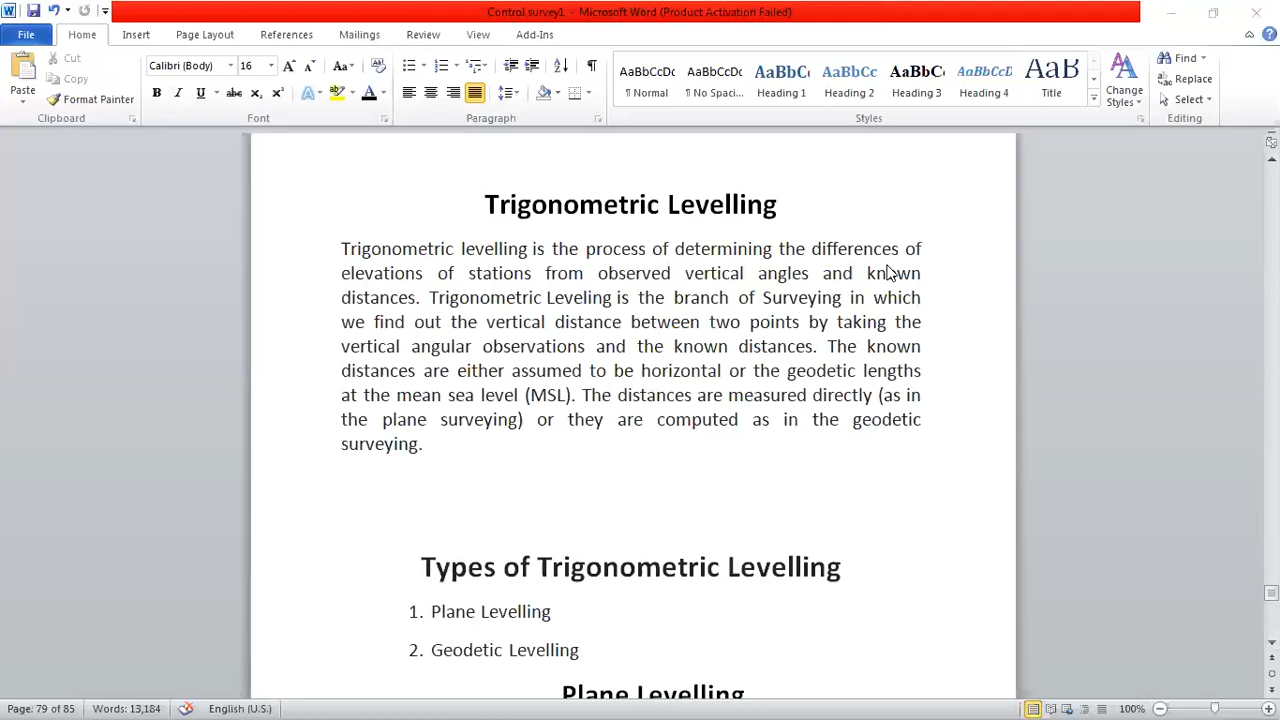 Control survey1 - Microsoft Word (Product Activation Failed)
File Home Insert Page Layout References Mailings Review View Add-Ins
Paste
Cut
Copy
Format Painter
Clipboard
Calibri (Body) 16
Font
Paragraph
AaBbCcDc AaBbCcDc AaBbC AaBbCc AaBbCc AaBbCcI AaB
¶ Normal ¶ No Spaci... Heading 1 Heading 2 Heading 3 Heading 4 Title
Styles
Change Styles
Find
Replace
Select
Editing
Trigonometric Levelling
Trigonometric levelling is the process of determining the differences of
elevations of stations from observed vertical angles and known
distances. Trigonometric Leveling is the branch of Surveying in which
we find out the vertical distance between two points by taking the
vertical angular observations and the known distances. The known
distances are either assumed to be horizontal or the geodetic lengths
at the mean sea level (MSL). The distances are measured directly (as in
the plane surveying) or they are computed as in the geodetic
surveying.
Types of Trigonometric Levelling
1. Plane Levelling
2. Geodetic Levelling
Plane Levelling
Page: 79 of 85 Words: 13,184 English (U.S.) 100%